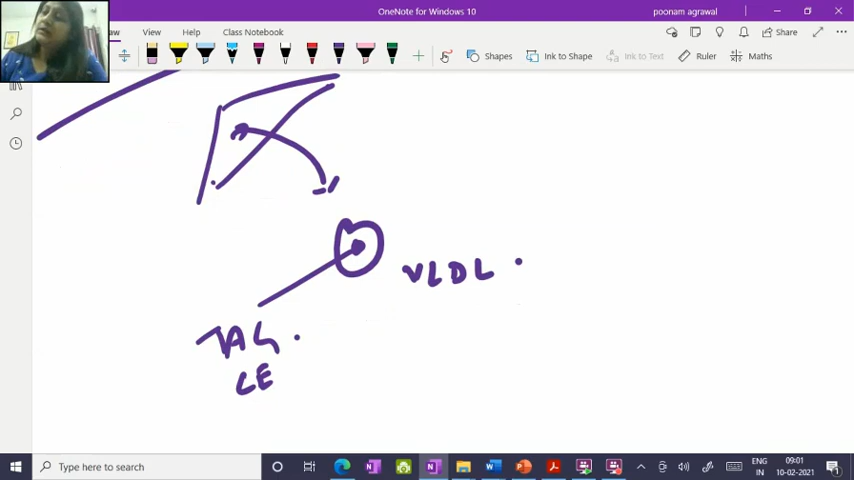 OneNote for Windows 10
poonam agrawal
aw View Help Class Notebook
Share
Shapes Ink to Shape Ink to Text Ruler Maths
VLDL.
TAG.
CE
Type here to search
ENG
IN
09:01
10-02-2021
1